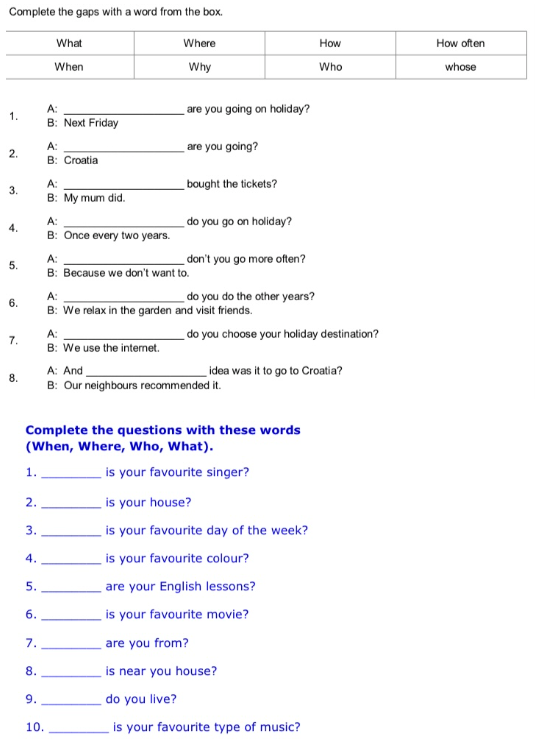 Complete the gaps with a word from the box.
What Where How How often
When Why Who whose
1. A: ____________________ are you going on holiday?
B: Next Friday
2. A: ____________________ are you going?
B: Croatia
3. A: ____________________ bought the tickets?
B: My mum did.
4. A: ____________________ do you go on holiday?
B: Once every two years.
5. A: ____________________ don't you go more often?
B: Because we don't want to.
6. A: ____________________ do you do the other years?
B: We relax in the garden and visit friends.
7. A: ____________________ do you choose your holiday destination?
B: We use the internet.
8. A: And ____________________ idea was it to go to Croatia?
B: Our neighbours recommended it.
Complete the questions with these words
(When, Where, Who, What).
1. ________ is your favourite singer?
2. ________ is your house?
3. ________ is your favourite day of the week?
4. ________ is your favourite colour?
5. ________ are your English lessons?
6. ________ is your favourite movie?
7. ________ are you from?
8. ________ is near you house?
9. ________ do you live?
10. ________ is your favourite type of music?